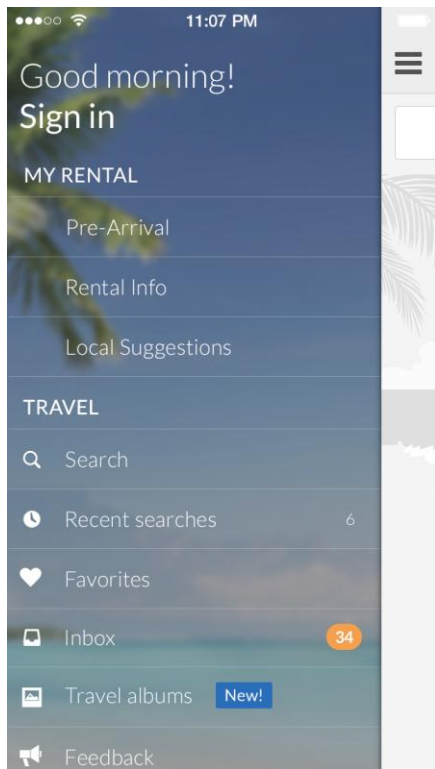 11:07 PM
Good morning!
Sign in
MY RENTAL
Pre-Arrival
Rental Info
Local Suggestions
TRAVEL
Search
Recent searches 6
Favorites
Inbox 34
Travel albums New!
Feedback